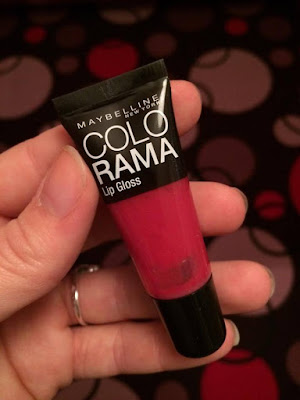 MAYBELLINE
NEW YORK
COLO
RAMA
Lip Gloss